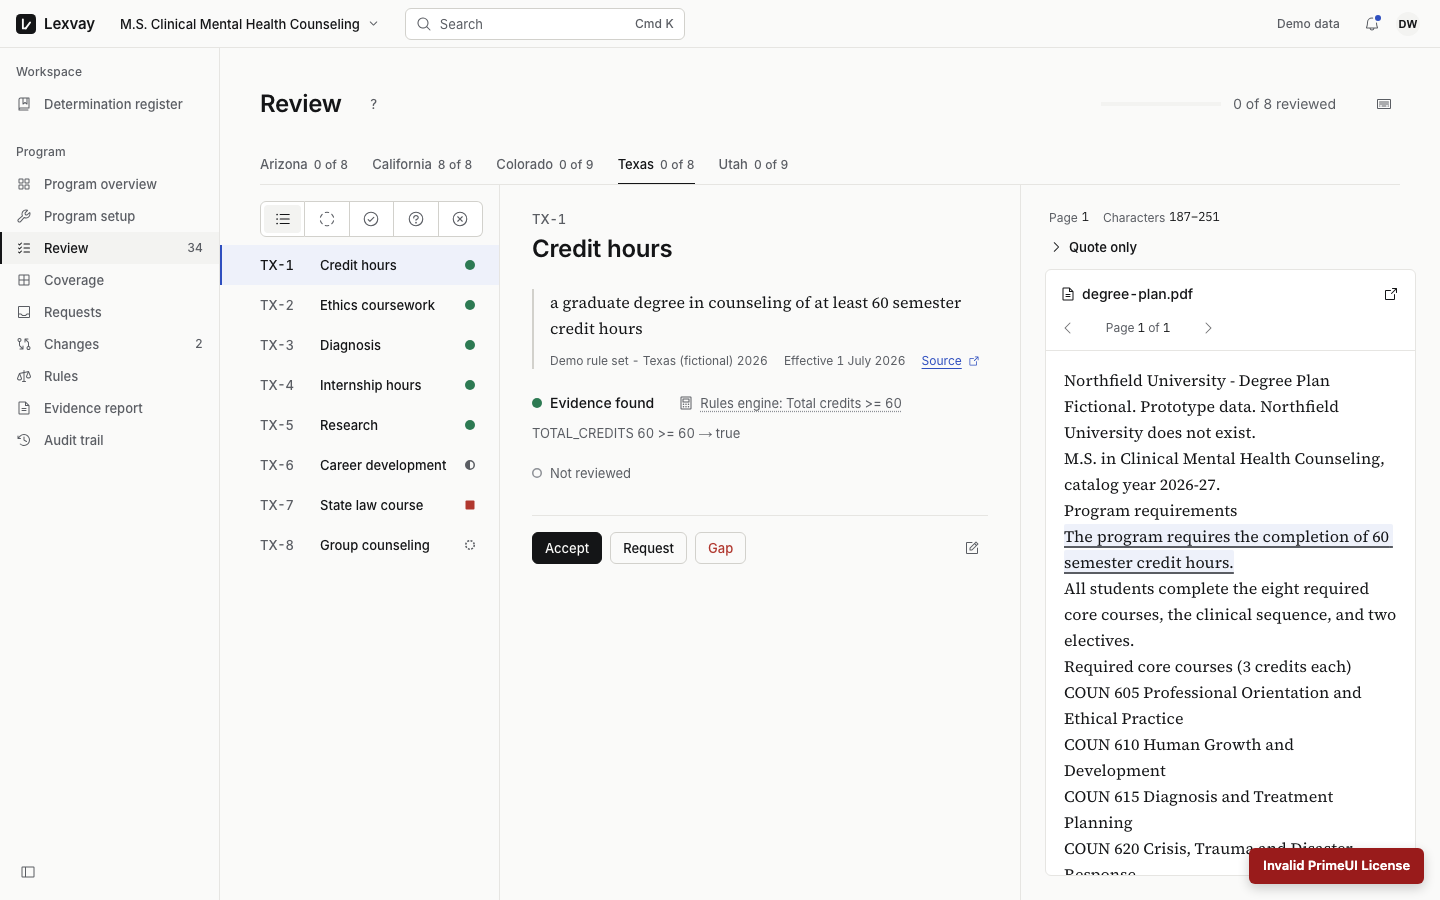 Lexvay
M.S. Clinical Mental Health Counseling
Search
Cmd K
Demo data
DW
Workspace
Determination register
Program
Program overview
Program setup
Review 34
Coverage
Requests
Changes 2
Rules
Evidence report
Audit trail
Review ?
0 of 8 reviewed
Arizona 0 of 8
California 8 of 8
Colorado 0 of 9
Texas 0 of 8
Utah 0 of 9
TX-1 Credit hours
TX-2 Ethics coursework
TX-3 Diagnosis
TX-4 Internship hours
TX-5 Research
TX-6 Career development
TX-7 State law course
TX-8 Group counseling
TX-1
Credit hours
a graduate degree in counseling of at least 60 semester
credit hours
Demo rule set - Texas (fictional) 2026 Effective 1 July 2026 Source
Evidence found Rules engine: Total credits >= 60
TOTAL_CREDITS 60 >= 60 → true
Not reviewed
Accept Request Gap
Page 1 Characters 187–251
Quote only
degree-plan.pdf
Page 1 of 1
Northfield University - Degree Plan
Fictional. Prototype data. Northfield
University does not exist.
M.S. in Clinical Mental Health Counseling,
catalog year 2026-27.
Program requirements
The program requires the completion of 60
semester credit hours.
All students complete the eight required
core courses, the clinical sequence, and two
electives.
Required core courses (3 credits each)
COUN 605 Professional Orientation and
Ethical Practice
COUN 610 Human Growth and
Development
COUN 615 Diagnosis and Treatment
Planning
COUN 620 Crisis, Trauma and Disaster
Response
Invalid PrimeUI License